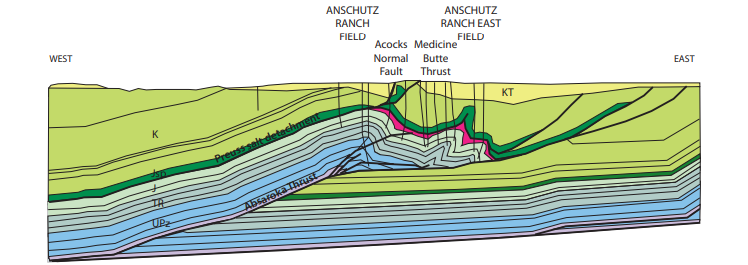 ANSCHUTZ
RANCH
FIELD
ANSCHUTZ
RANCH EAST
FIELD
Acocks
Normal
Fault
Medicine
Butte
Thrust
WEST
EAST
KT
K
Preuss salt detachment
Jsp
J
TR
UPz
Absaroka Thrust